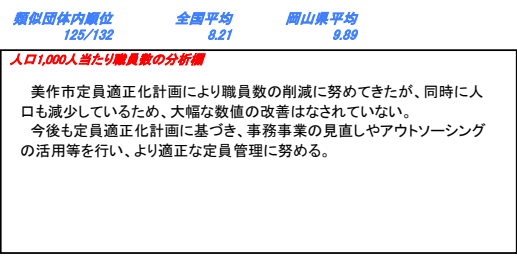 類似団体内順位 全国平均 岡山県平均
125/132 8.21 9.89
人口1,000人当たり職員数の分析欄
美作市定員適正化計画により職員数の削減に努めてきたが、同時に人
口も減少しているため、大幅な数値の改善はなされていない。
今後も定員適正化計画に基づき、事務事業の見直しやアウトソーシング
の活用等を行い、より適正な定員管理に努める。